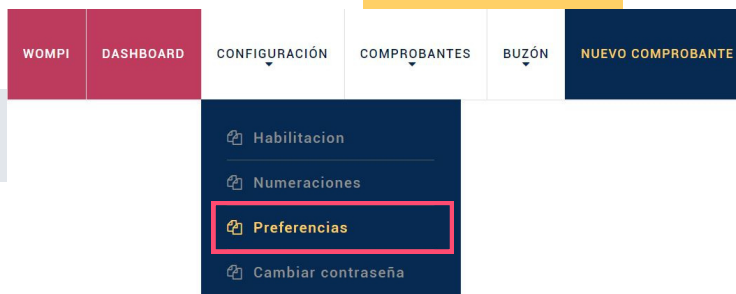 WOMPI
DASHBOARD
CONFIGURACIÓN
COMPROBANTES
BUZÓN
NUEVO COMPROBANTE
Habilitacion
Numeraciones
Preferencias
Cambiar contraseña